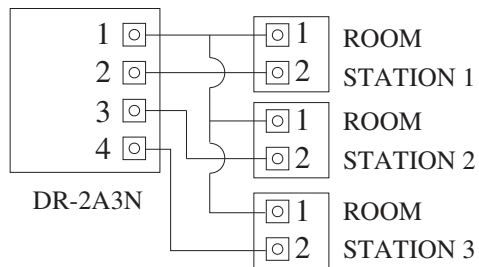 1
2
3
4
DR-2A3N
1 ROOM
2 STATION 1
1 ROOM
2 STATION 2
1 ROOM
2 STATION 3